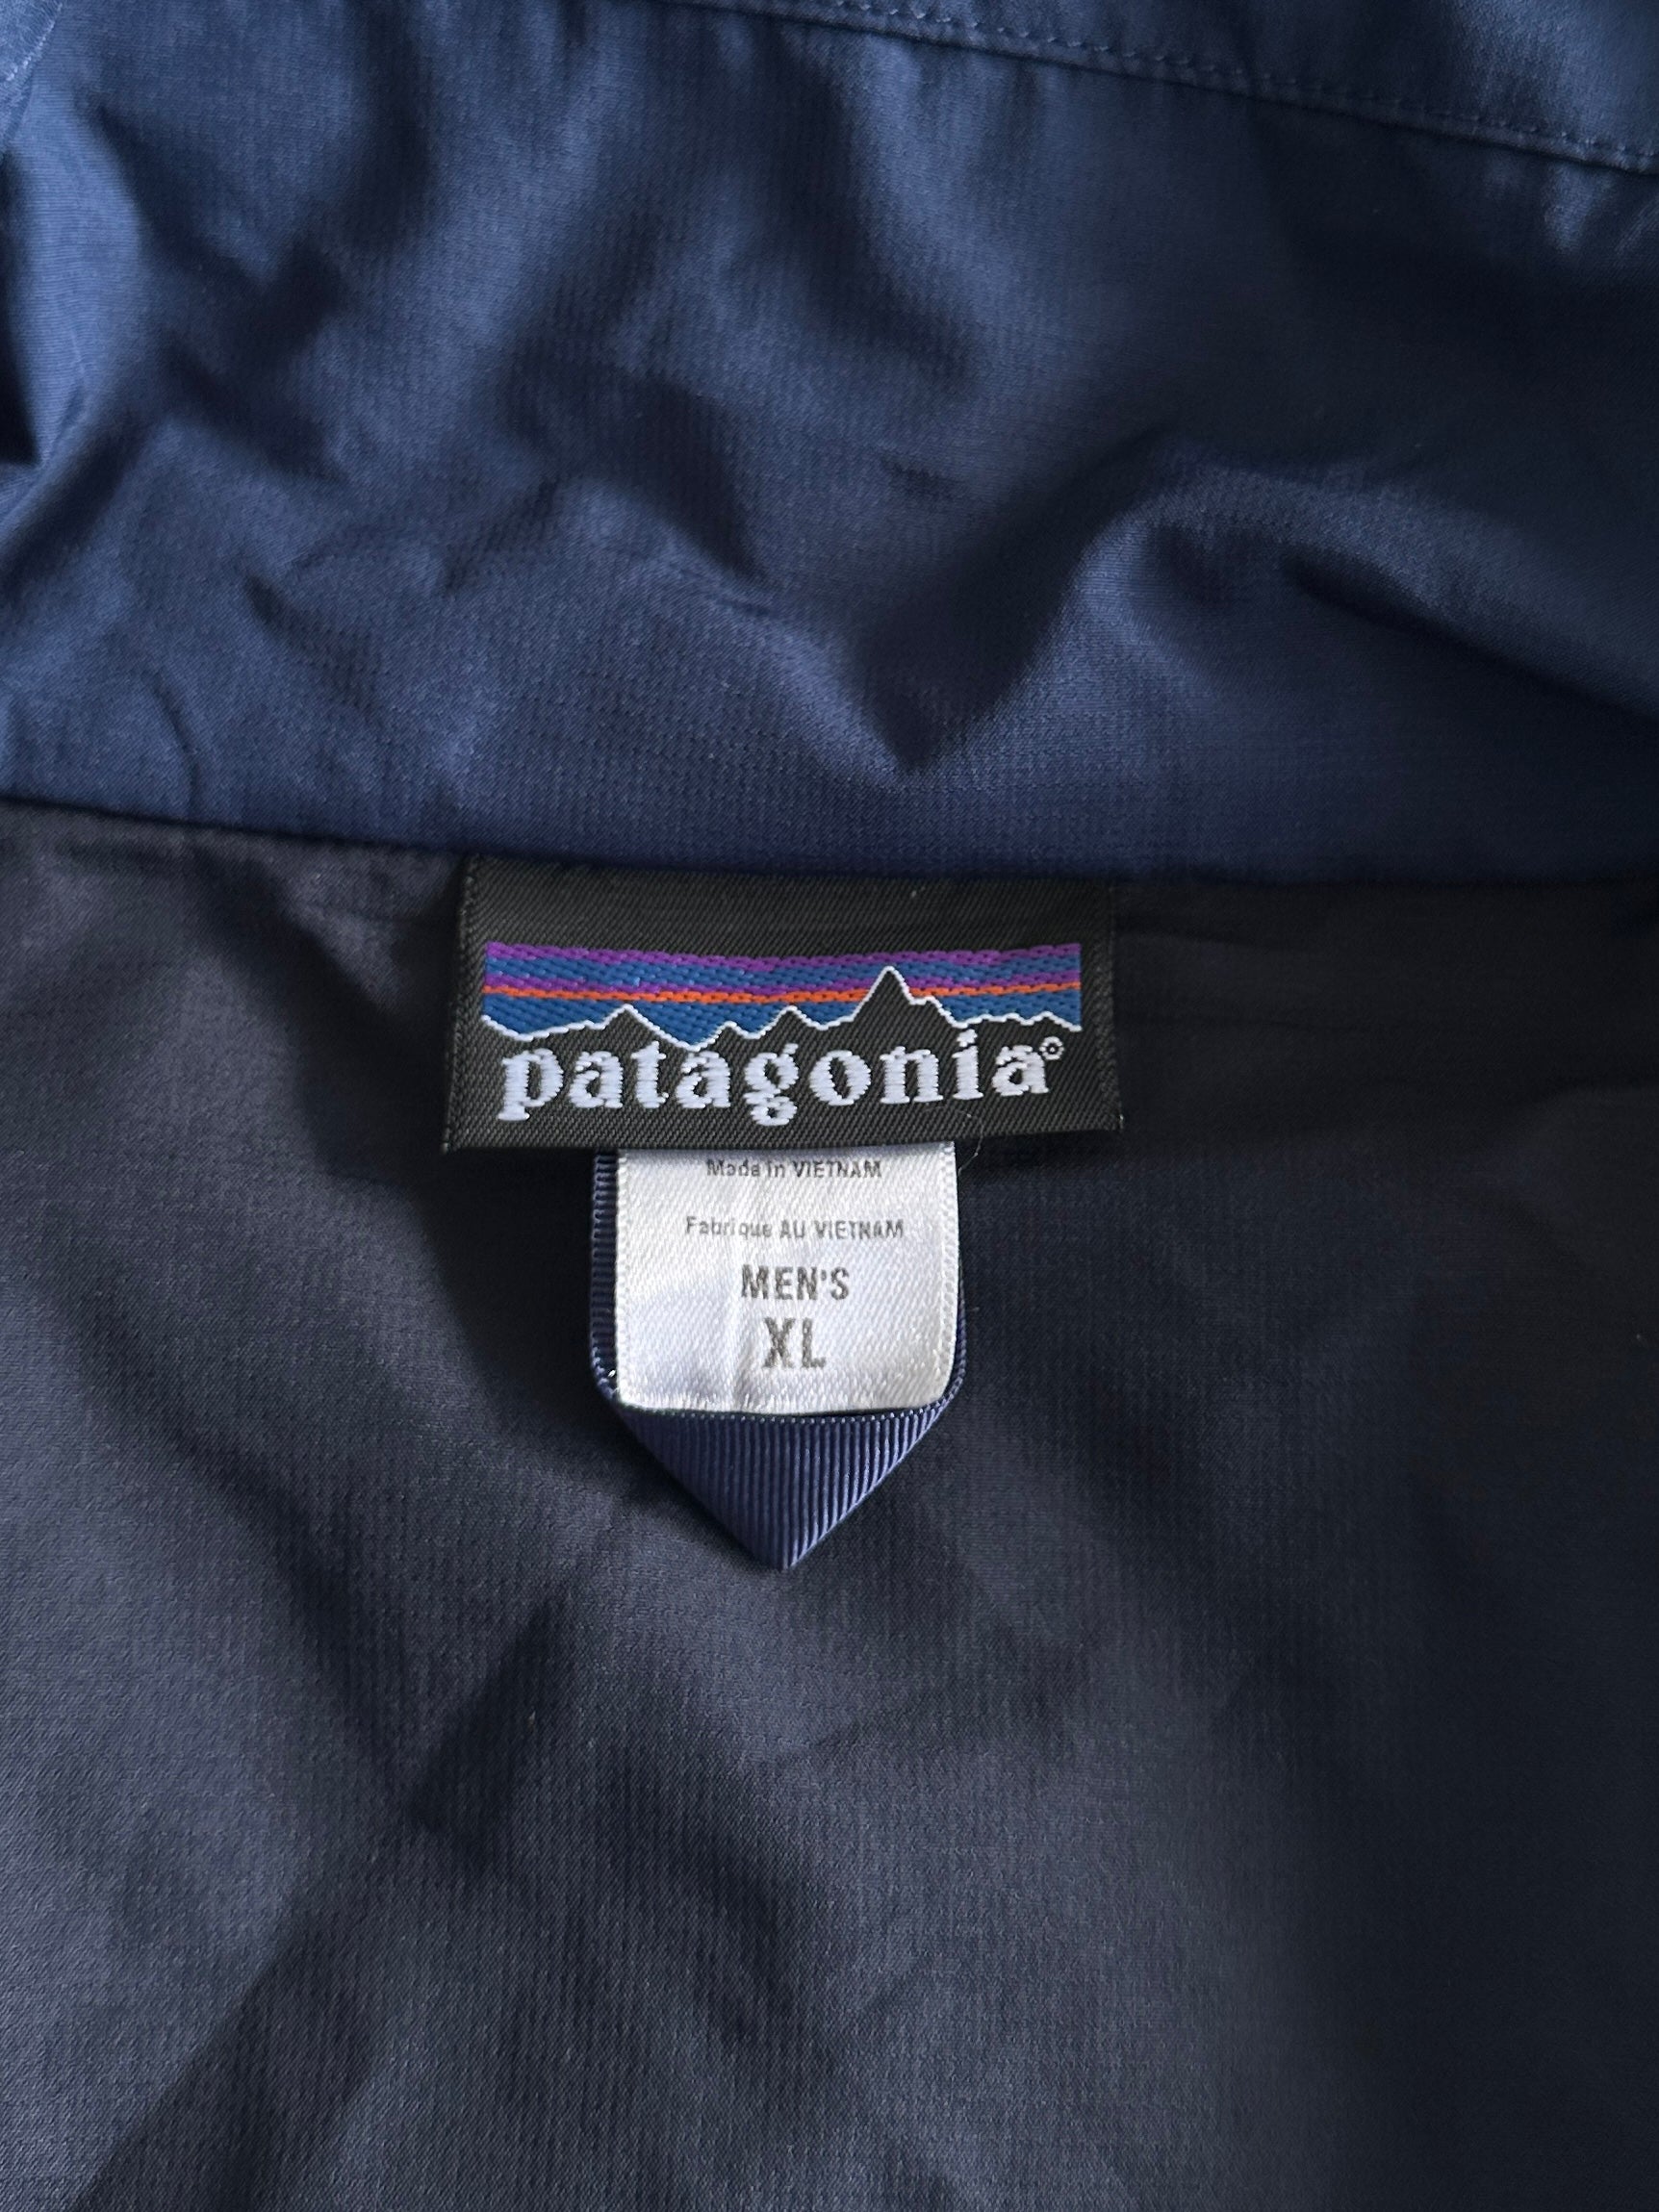 patagonia®
Made in VIETNAM
Fabrique AU VIETNAM
MEN'S
XL